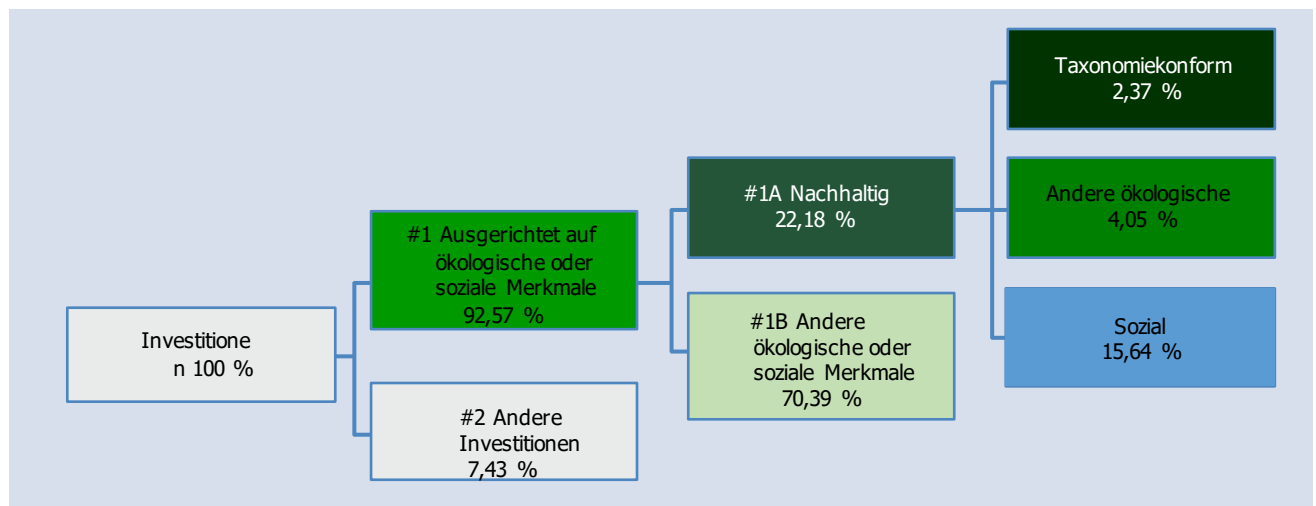 Investitione
n 100 %
#1 Ausgerichtet auf
ökologische oder
soziale Merkmale
92,57 %
#2 Andere
Investitionen
7,43 %
#1A Nachhaltig
22,18 %
#1B Andere
ökologische oder
soziale Merkmale
70,39 %
Taxonomiekonform
2,37 %
Andere ökologische
4,05 %
Sozial
15,64 %